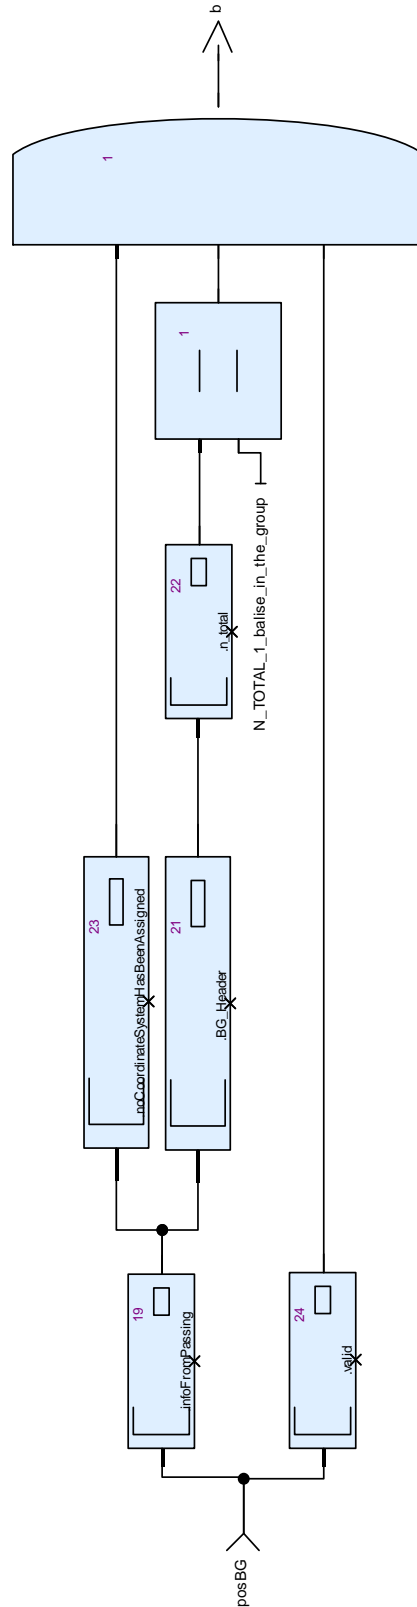 b
1
1
N_TOTAL_1_balise_in_the_group
22
.n_total
23
.noCoordinateSystemHasBeenAssigned
21
.BG_Header
19
.infoFromPassing
24
.valid
posBG